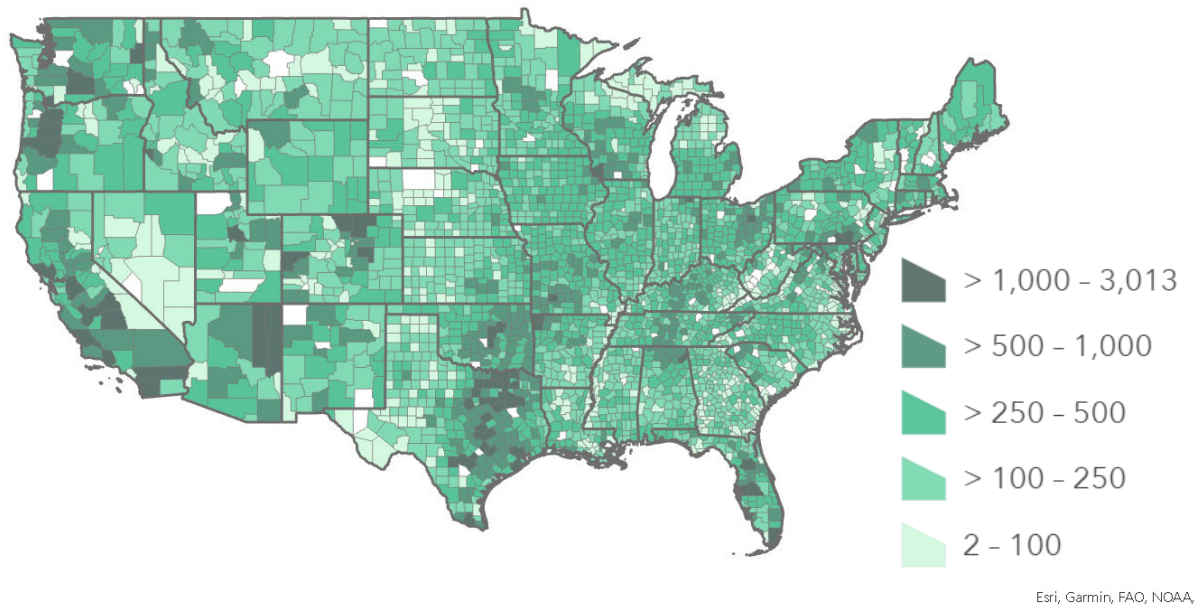 > 1,000 – 3,013
> 500 – 1,000
> 250 – 500
> 100 – 250
2 – 100
Esri, Garmin, FAO, NOAA,